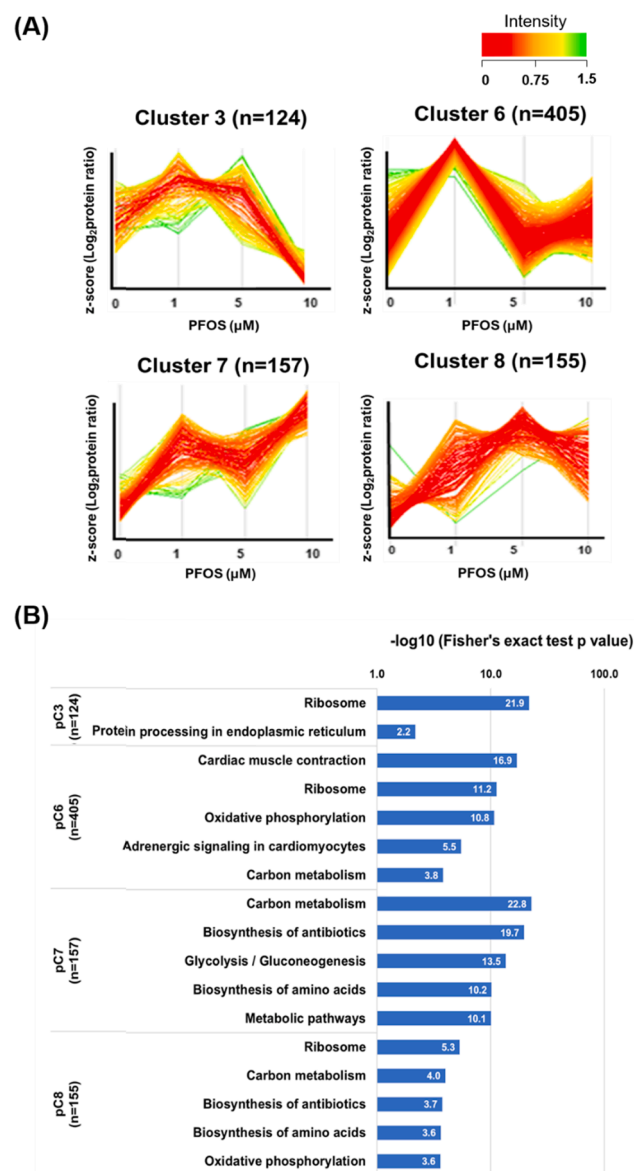 (A)
Intensity
0 0.75 1.5
Cluster 3 (n=124)
z-score (Log₂protein ratio)
0 1 5 10
PFOS (µM)
Cluster 6 (n=405)
z-score (Log₂protein ratio)
0 1 5 10
PFOS (µM)
Cluster 7 (n=157)
z-score (Log₂protein ratio)
0 1 5 10
PFOS (µM)
Cluster 8 (n=155)
z-score (Log₂protein ratio)
0 1 5 10
PFOS (µM)
(B)
-log10 (Fisher's exact test p value)
1.0 10.0 100.0
pC3
(n=124)
Ribosome 21.9
Protein processing in endoplasmic reticulum 2.2
pC6
(n=405)
Cardiac muscle contraction 16.9
Ribosome 11.2
Oxidative phosphorylation 10.8
Adrenergic signaling in cardiomyocytes 5.5
Carbon metabolism 3.8
pC7
(n=157)
Carbon metabolism 22.8
Biosynthesis of antibiotics 19.7
Glycolysis / Gluconeogenesis 13.5
Biosynthesis of amino acids 10.2
Metabolic pathways 10.1
pC8
(n=155)
Ribosome 5.3
Carbon metabolism 4.0
Biosynthesis of antibiotics 3.7
Biosynthesis of amino acids 3.6
Oxidative phosphorylation 3.6